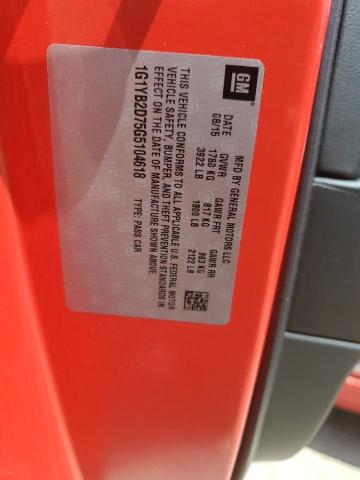 GM
MFD BY GENERAL MOTORS LLC
DATE GVWR GAWR FRT GAWR RR
08/15 1780 KG 817 KG 963 KG
3922 LB 1800 LB 2122 LB
THIS VEHICLE CONFORMS TO ALL APPLICABLE U.S. FEDERAL MOTOR
VEHICLE SAFETY, BUMPER, AND THEFT PREVENTION STANDARDS IN
EFFECT ON THE DATE OF MANUFACTURE SHOWN ABOVE.
1G1YB2D75G5104618 TYPE: PASS CAR